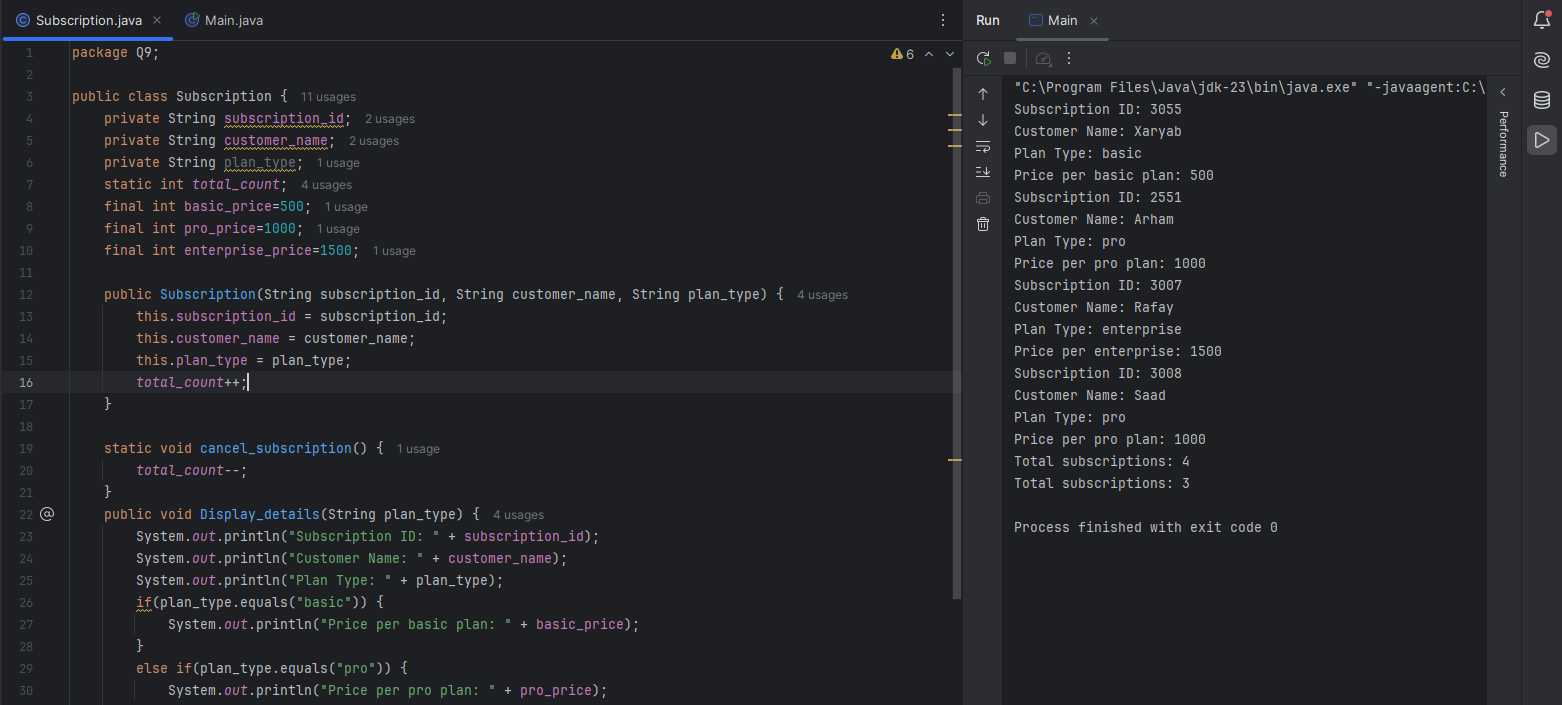 Subscription.java
Main.java
6
1 package Q9;
2
3 public class Subscription { 11 usages
4 private String subscription_id; 2 usages
5 private String customer_name; 2 usages
6 private String plan_type; 1 usage
7 static int total_count; 4 usages
8 final int basic_price=500; 1 usage
9 final int pro_price=1000; 1 usage
10 final int enterprise_price=1500; 1 usage
11
12 public Subscription(String subscription_id, String customer_name, String plan_type) { 4 usages
13 this.subscription_id = subscription_id;
14 this.customer_name = customer_name;
15 this.plan_type = plan_type;
16 total_count++;
17 }
18
19 static void cancel_subscription() { 1 usage
20 total_count--;
21 }
22 @ public void Display_details(String plan_type) { 4 usages
23 System.out.println("Subscription ID: " + subscription_id);
24 System.out.println("Customer Name: " + customer_name);
25 System.out.println("Plan Type: " + plan_type);
26 if(plan_type.equals("basic")) {
27 System.out.println("Price per basic plan: " + basic_price);
28 }
29 else if(plan_type.equals("pro")) {
30 System.out.println("Price per pro plan: " + pro_price);
Run
Main
"C:\Program Files\Java\jdk-23\bin\java.exe" "-javaagent:C:\
Subscription ID: 3055
Customer Name: Xaryab
Plan Type: basic
Price per basic plan: 500
Subscription ID: 2551
Customer Name: Arham
Plan Type: pro
Price per pro plan: 1000
Subscription ID: 3007
Customer Name: Rafay
Plan Type: enterprise
Price per enterprise: 1500
Subscription ID: 3008
Customer Name: Saad
Plan Type: pro
Price per pro plan: 1000
Total subscriptions: 4
Total subscriptions: 3
Process finished with exit code 0
Performance